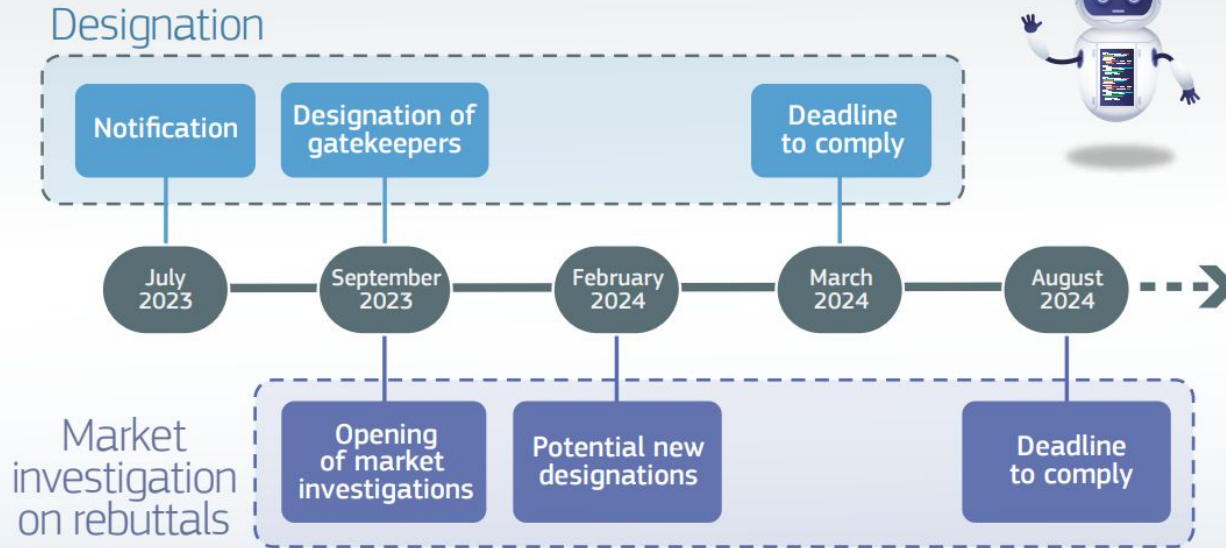 Designation
Notification
Designation of
gatekeepers
Deadline
to comply
July
2023
September
2023
February
2024
March
2024
August
2024
Market
investigation
on rebuttals
Opening
of market
investigations
Potential new
designations
Deadline
to comply